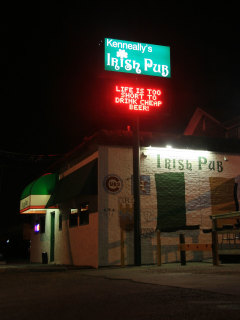 Kenneally's
IRISH PUB
LIFE IS TOO
SHORT TO
DRINK CHEAP
BEER!
IRISH PUB